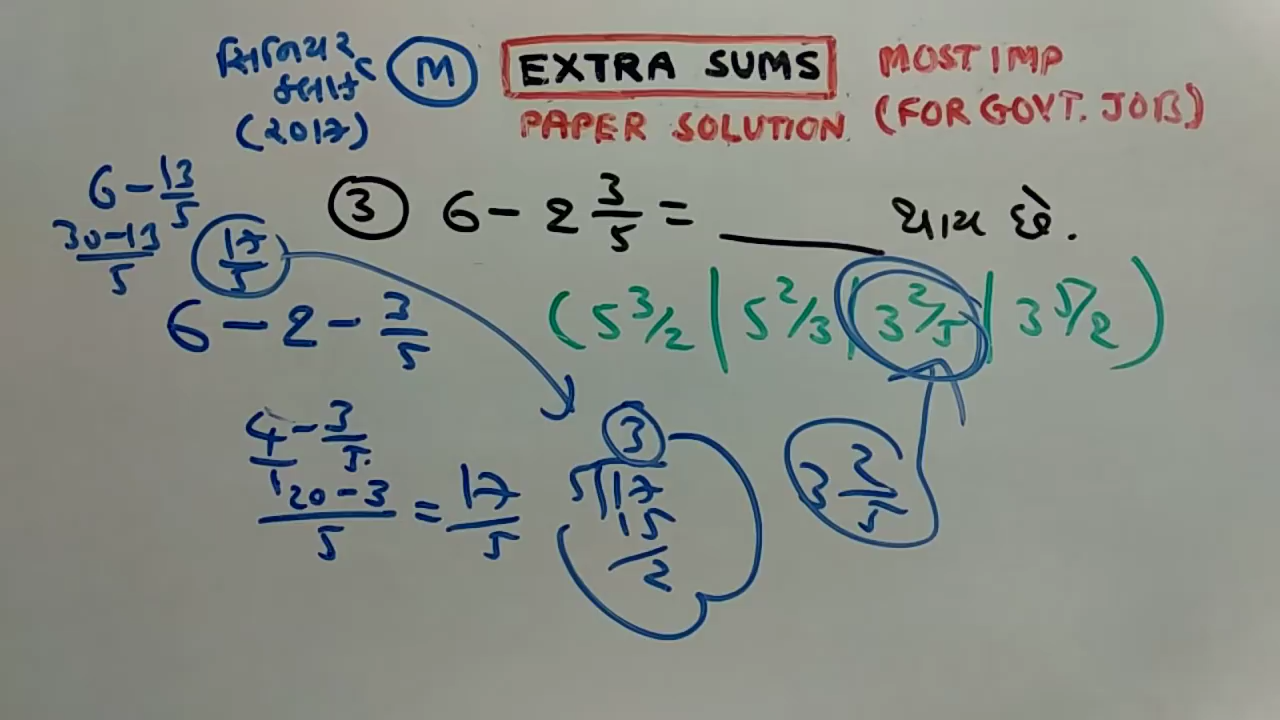 સિનિયર
ક્લાર્ક
(૨૦૧૭)
M
EXTRA SUMS
PAPER SOLUTION
MOST IMP
(FOR GOVT. JOB)
3 6 - 2 3/5 = ______ થાય છે.
(5 3/2 | 5 2/3 | 3 2/5 | 3 5/2)
6 - 13/5
30-13/5 17/5
6 - 2 - 3/5
4/1 - 3/5
20-3/5 = 17/5
3
5)17
15
/2
3 2/5